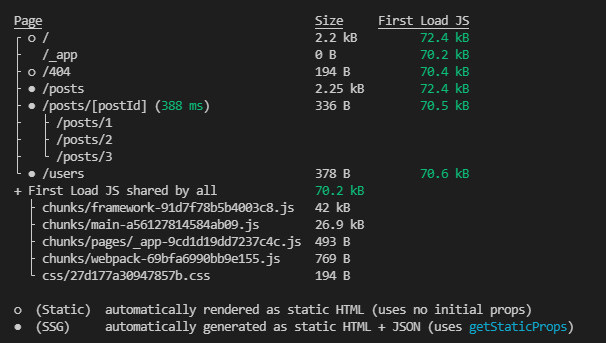 Page Size First Load JS
┌ ○ / 2.2 kB 72.4 kB
├ /_app 0 B 70.2 kB
├ ○ /404 194 B 70.4 kB
├ ● /posts 2.25 kB 72.4 kB
├ ● /posts/[postId] (388 ms) 336 B 70.5 kB
├ ├ /posts/1
├ ├ /posts/2
├ └ /posts/3
└ ● /users 378 B 70.6 kB
+ First Load JS shared by all 70.2 kB
├ chunks/framework-91d7f78b5b4003c8.js 42 kB
├ chunks/main-a56127814584ab09.js 26.9 kB
├ chunks/pages/_app-9cd1d19dd7237c4c.js 493 B
├ chunks/webpack-69bfa6990bb9e155.js 769 B
└ css/27d177a30947857b.css 194 B
○ (Static) automatically rendered as static HTML (uses no initial props)
● (SSG) automatically generated as static HTML + JSON (uses getStaticProps)